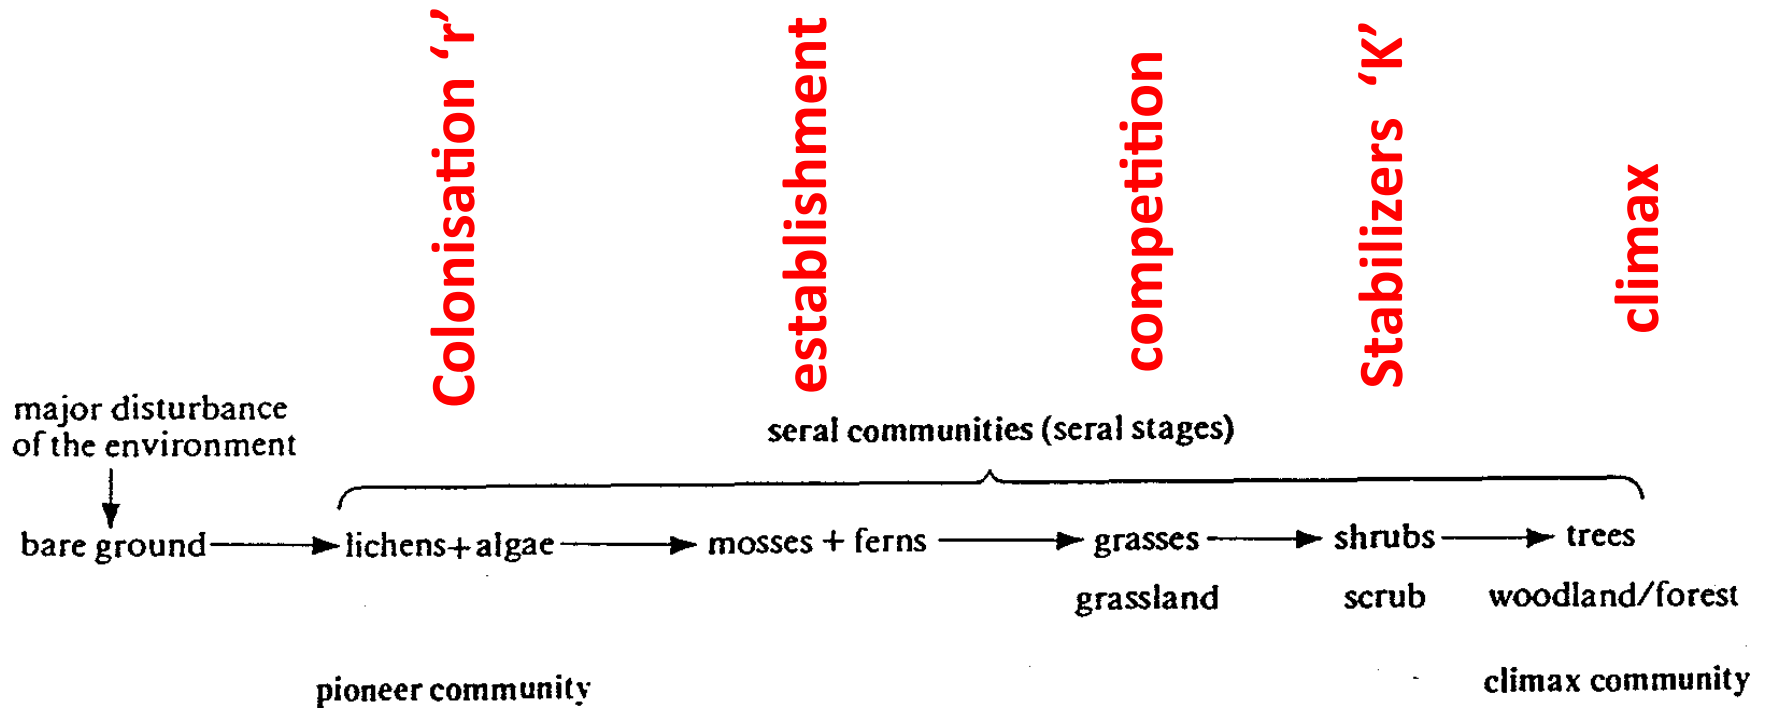 Colonisation ‘r’
establishment
competition
Stabilizers ‘K’
climax
major disturbance
of the environment
seral communities (seral stages)
bare ground
lichens+algae
mosses + ferns
grasses
shrubs
trees
grassland
scrub
woodland/forest
pioneer community
climax community